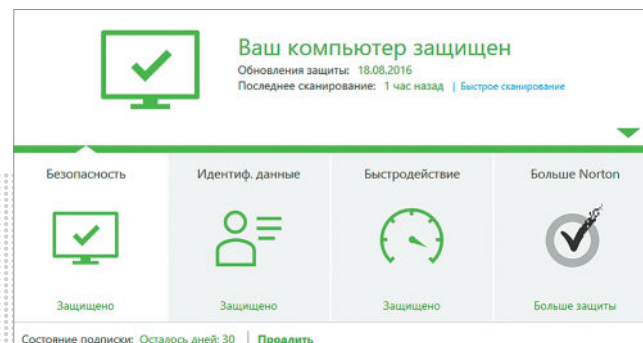 Ваш компьютер защищен
Обновления защиты: 18.08.2016
Последнее сканирование: 1 час назад | Быстрое сканирование
Безопасность
Идентиф. данные
Быстродействие
Больше Norton
Защищено
Защищено
Защищено
Больше защиты
Состояние подписки: Осталось дней: 30 | Продлить